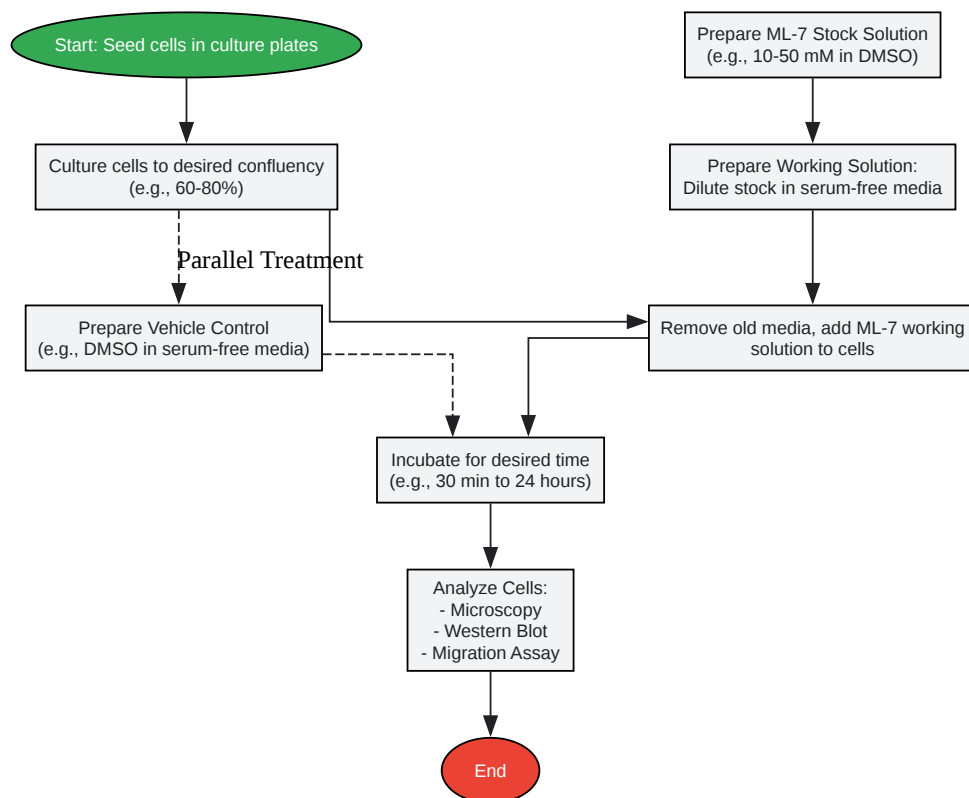 Start: Seed cells in culture plates
Prepare ML-7 Stock Solution
(e.g., 10-50 mM in DMSO)
Culture cells to desired confluency
(e.g., 60-80%)
Prepare Working Solution:
Dilute stock in serum-free media
Parallel Treatment
Prepare Vehicle Control
(e.g., DMSO in serum-free media)
Remove old media, add ML-7 working
solution to cells
Incubate for desired time
(e.g., 30 min to 24 hours)
Analyze Cells:
- Microscopy
- Western Blot
- Migration Assay
End